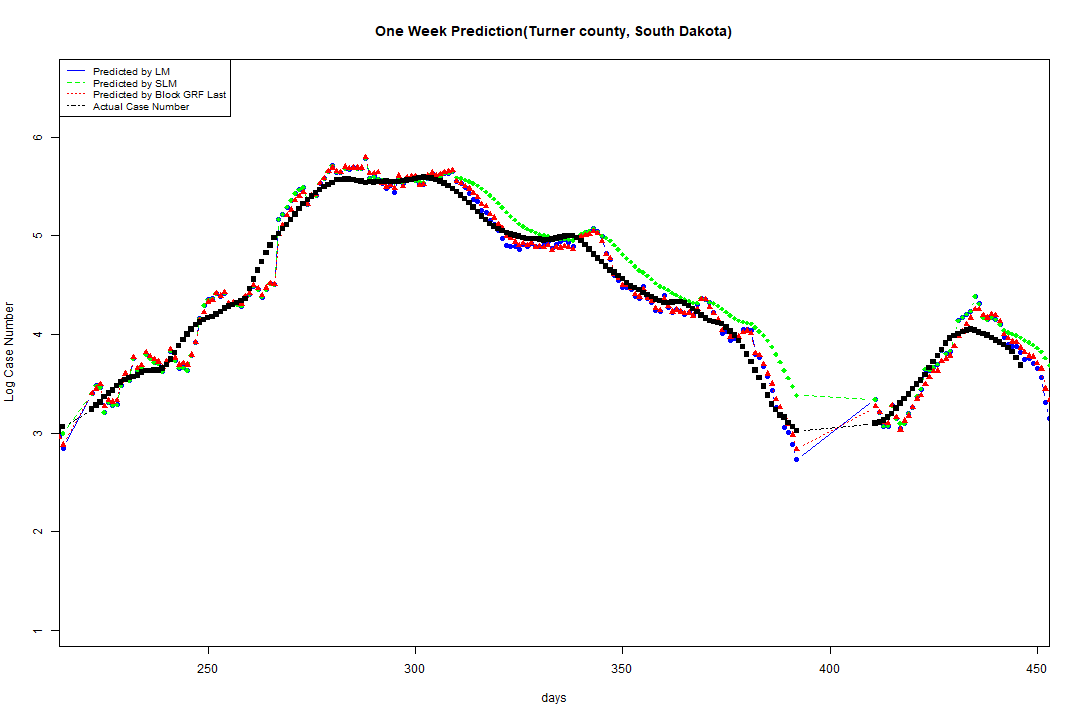 One Week Prediction(Turner county, South Dakota)
Predicted by LM
Predicted by SLM
Predicted by Block GRF Last
Actual Case Number
6
5
4
3
2
1
Log Case Number
250 300 350 400 450
days